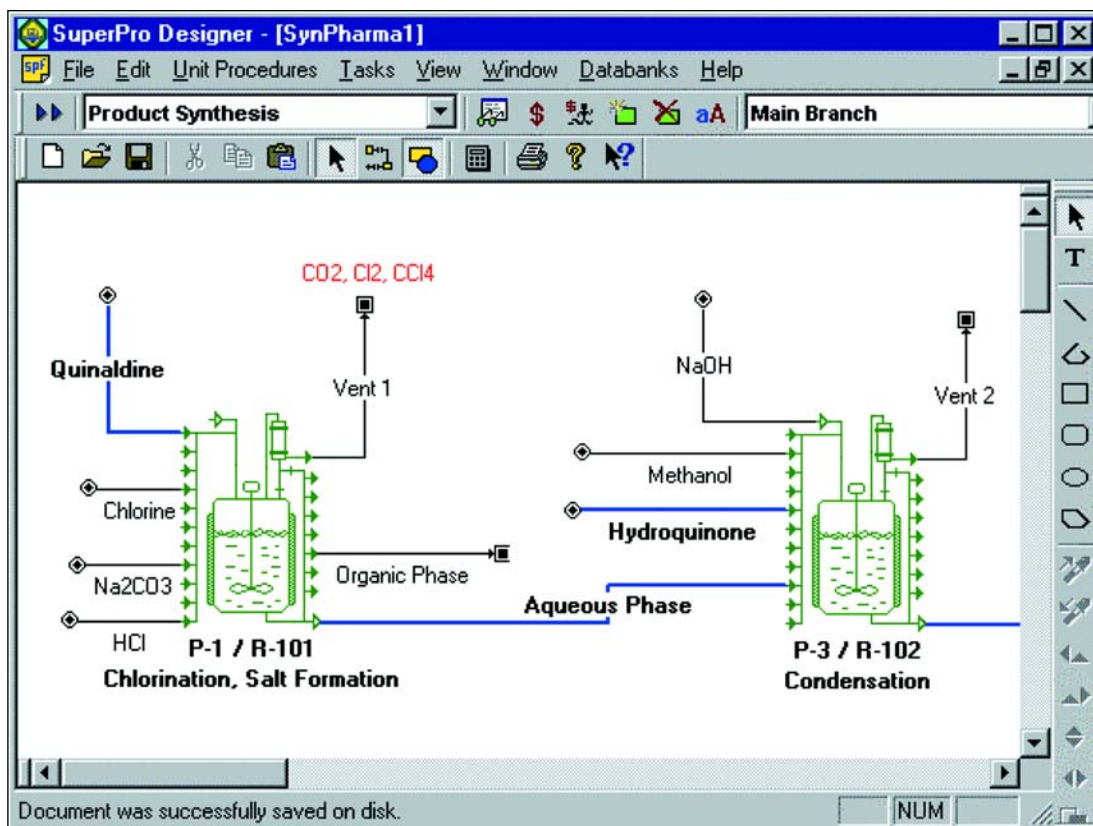 SuperPro Designer - [SynPharma1]
spf File Edit Unit Procedures Tasks View Window Databanks Help
Product Synthesis $ $ aA Main Branch
? ?
T
CO2, Cl2, CCl4
Quinaldine
Vent 1
NaOH
Vent 2
Chlorine
Methanol
Hydroquinone
Na2CO3
Organic Phase
Aqueous Phase
HCl
P-1 / R-101
Chlorination, Salt Formation
P-3 / R-102
Condensation
Document was successfully saved on disk.
NUM